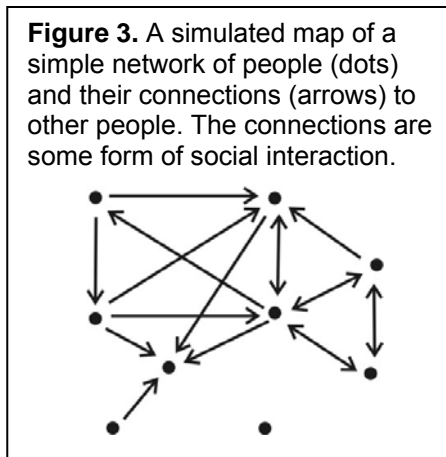 Figure 3. A simulated map of a
simple network of people (dots)
and their connections (arrows) to
other people. The connections are
some form of social interaction.